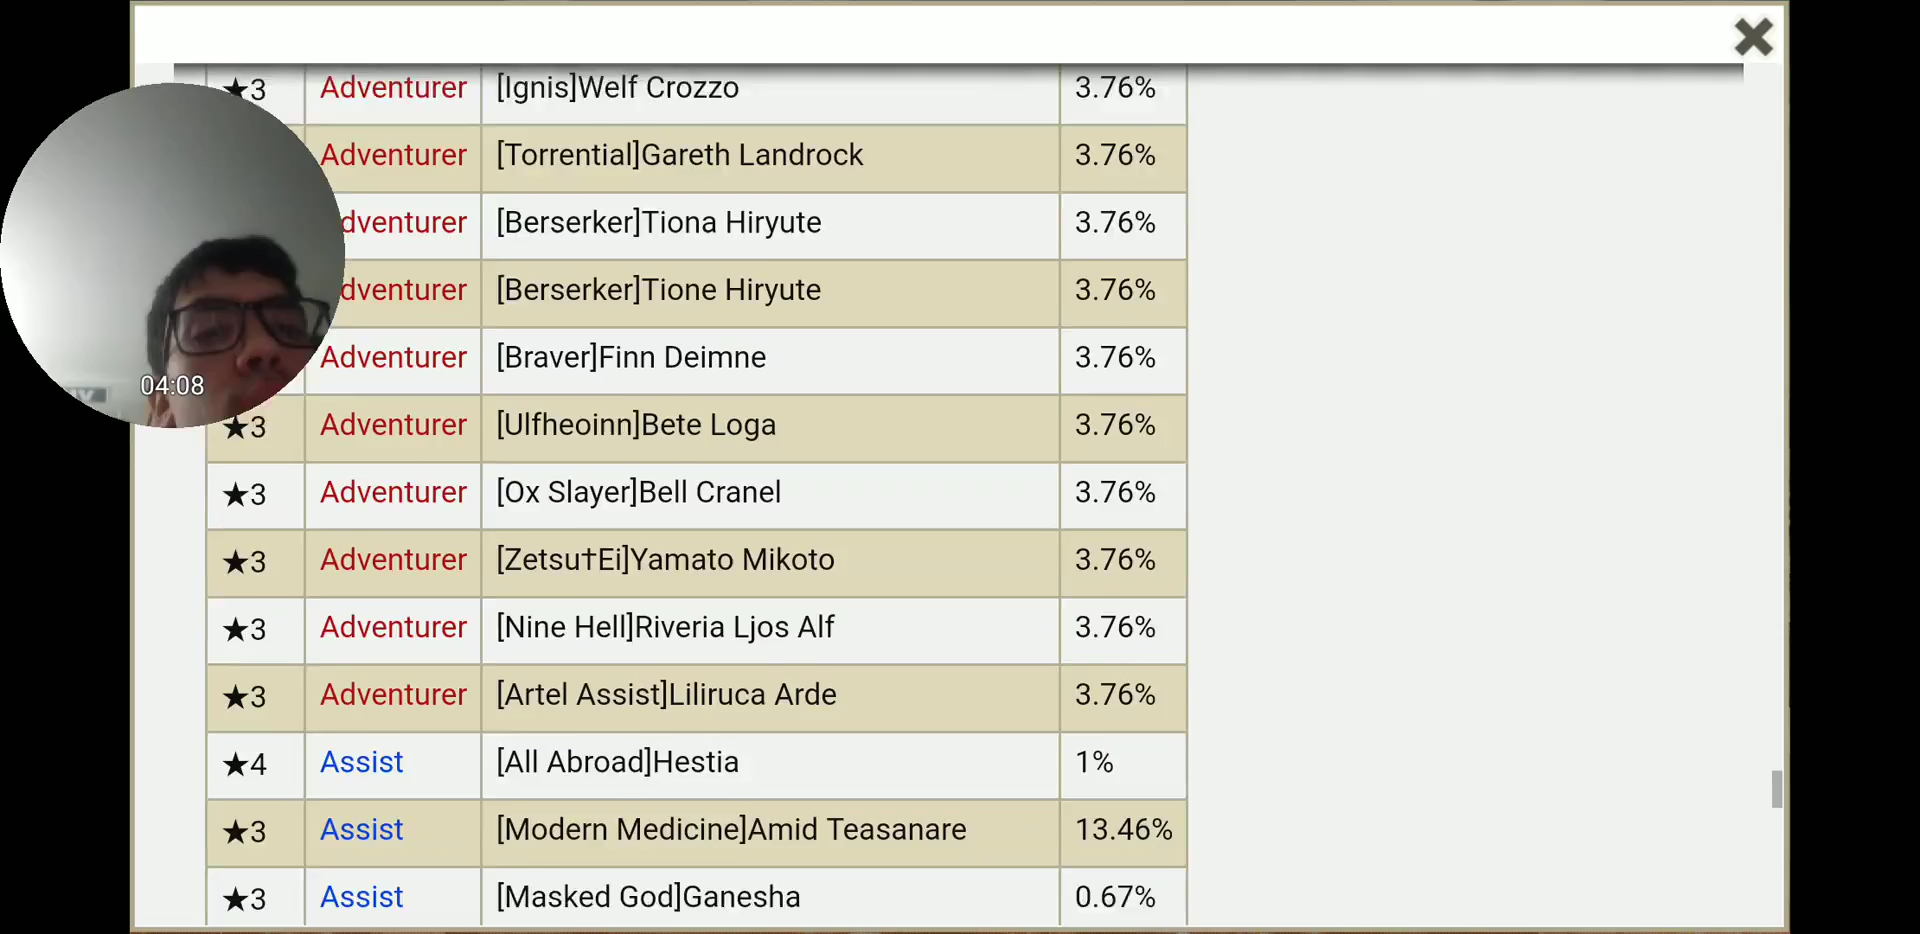 ★3 Adventurer [Ignis]Welf Crozzo 3.76%
Adventurer [Torrential]Gareth Landrock 3.76%
dventurer [Berserker]Tiona Hiryute 3.76%
dventurer [Berserker]Tione Hiryute 3.76%
Adventurer [Braver]Finn Deimne 3.76%
04:08
★3 Adventurer [Ulfheoinn]Bete Loga 3.76%
★3 Adventurer [Ox Slayer]Bell Cranel 3.76%
★3 Adventurer [Zetsu†Ei]Yamato Mikoto 3.76%
★3 Adventurer [Nine Hell]Riveria Ljos Alf 3.76%
★3 Adventurer [Artel Assist]Liliruca Arde 3.76%
★4 Assist [All Abroad]Hestia 1%
★3 Assist [Modern Medicine]Amid Teasanare 13.46%
★3 Assist [Masked God]Ganesha 0.67%